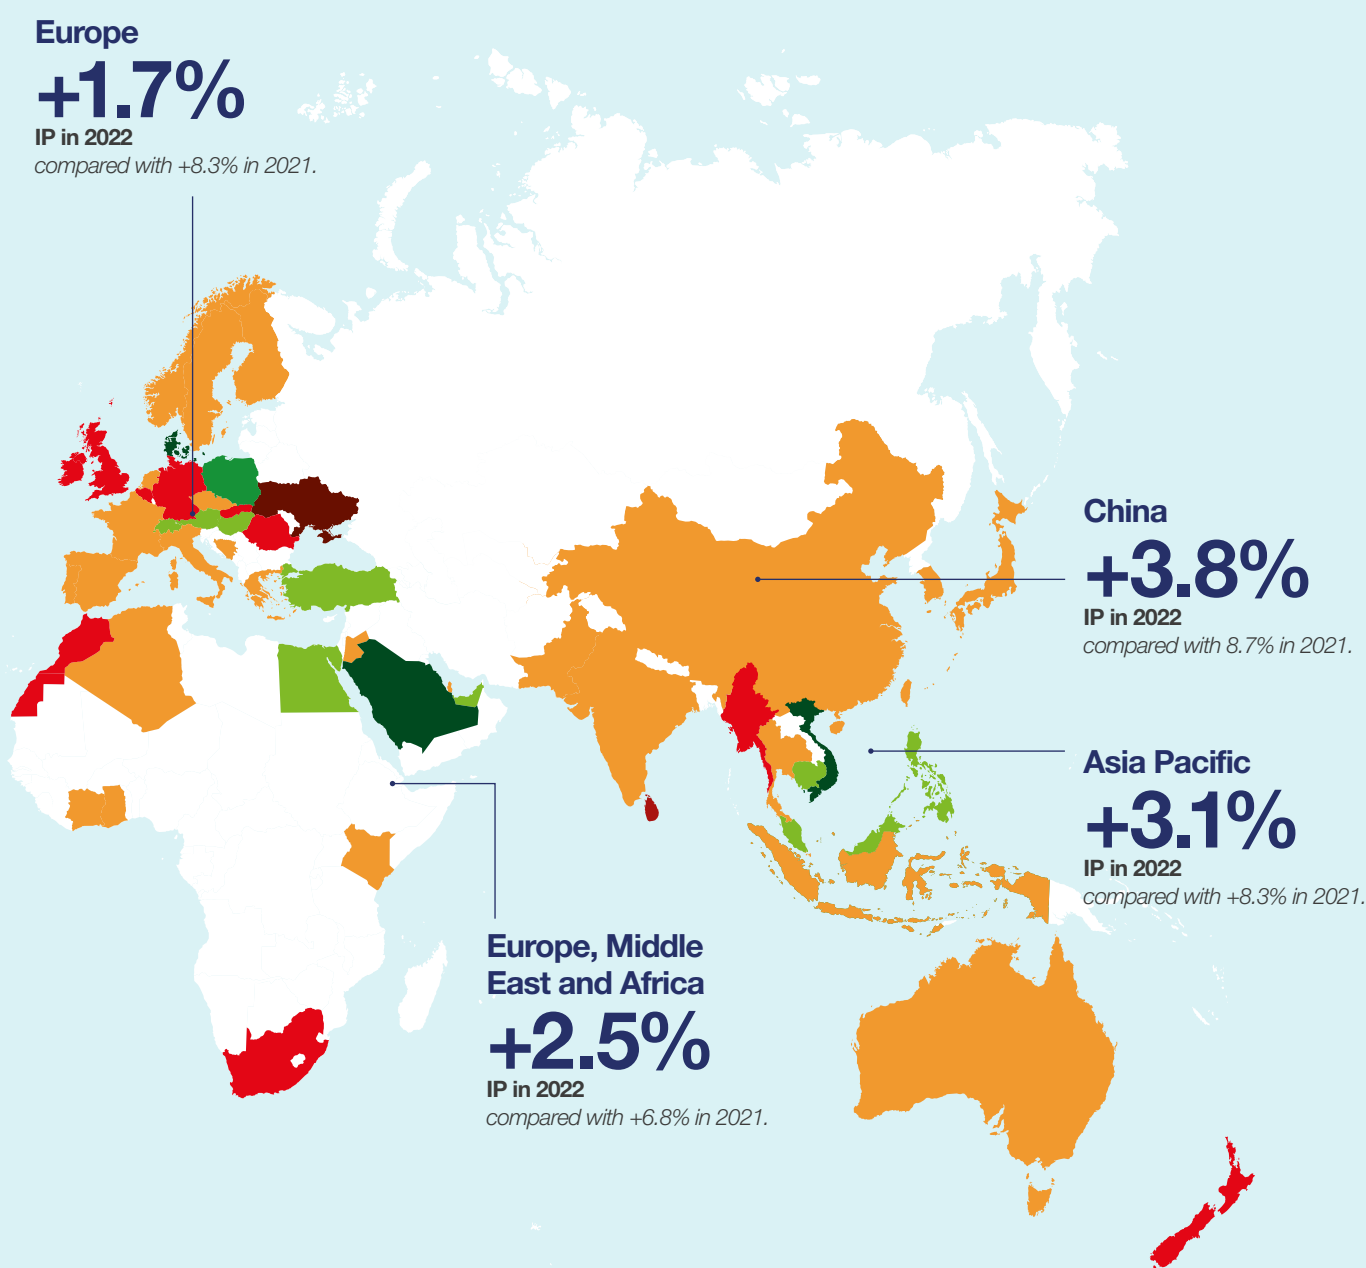 Europe
+1.7%
IP in 2022
compared with +8.3% in 2021.
China
+3.8%
IP in 2022
compared with 8.7% in 2021.
Asia Pacific
+3.1%
IP in 2022
compared with +8.3% in 2021.
Europe, Middle
East and Africa
+2.5%
IP in 2022
compared with +6.8% in 2021.